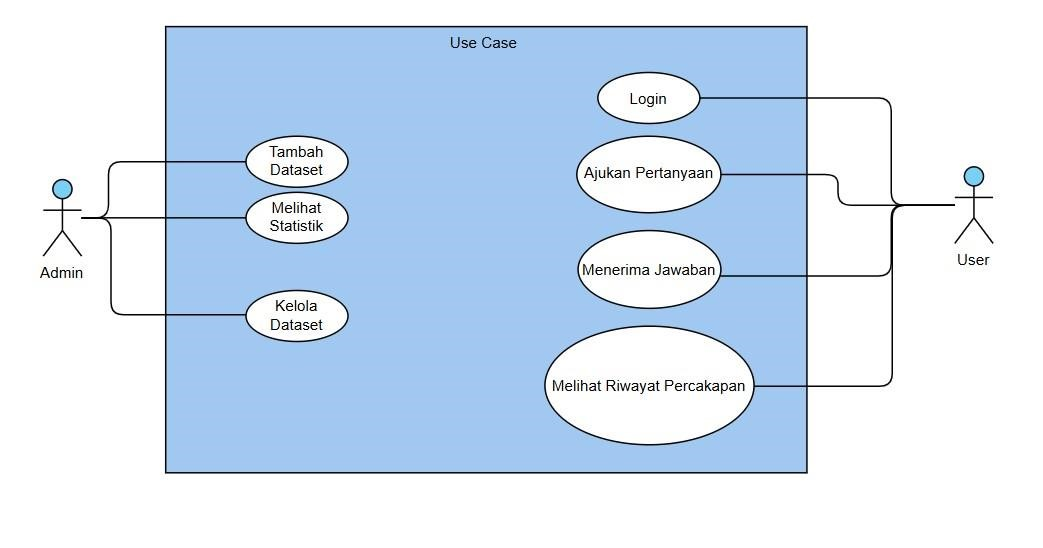 Use Case
Login
Tambah
Dataset
Ajukan Pertanyaan
Melihat
Statistik
Admin
User
Menerima Jawaban
Kelola
Dataset
Melihat Riwayat Percakapan